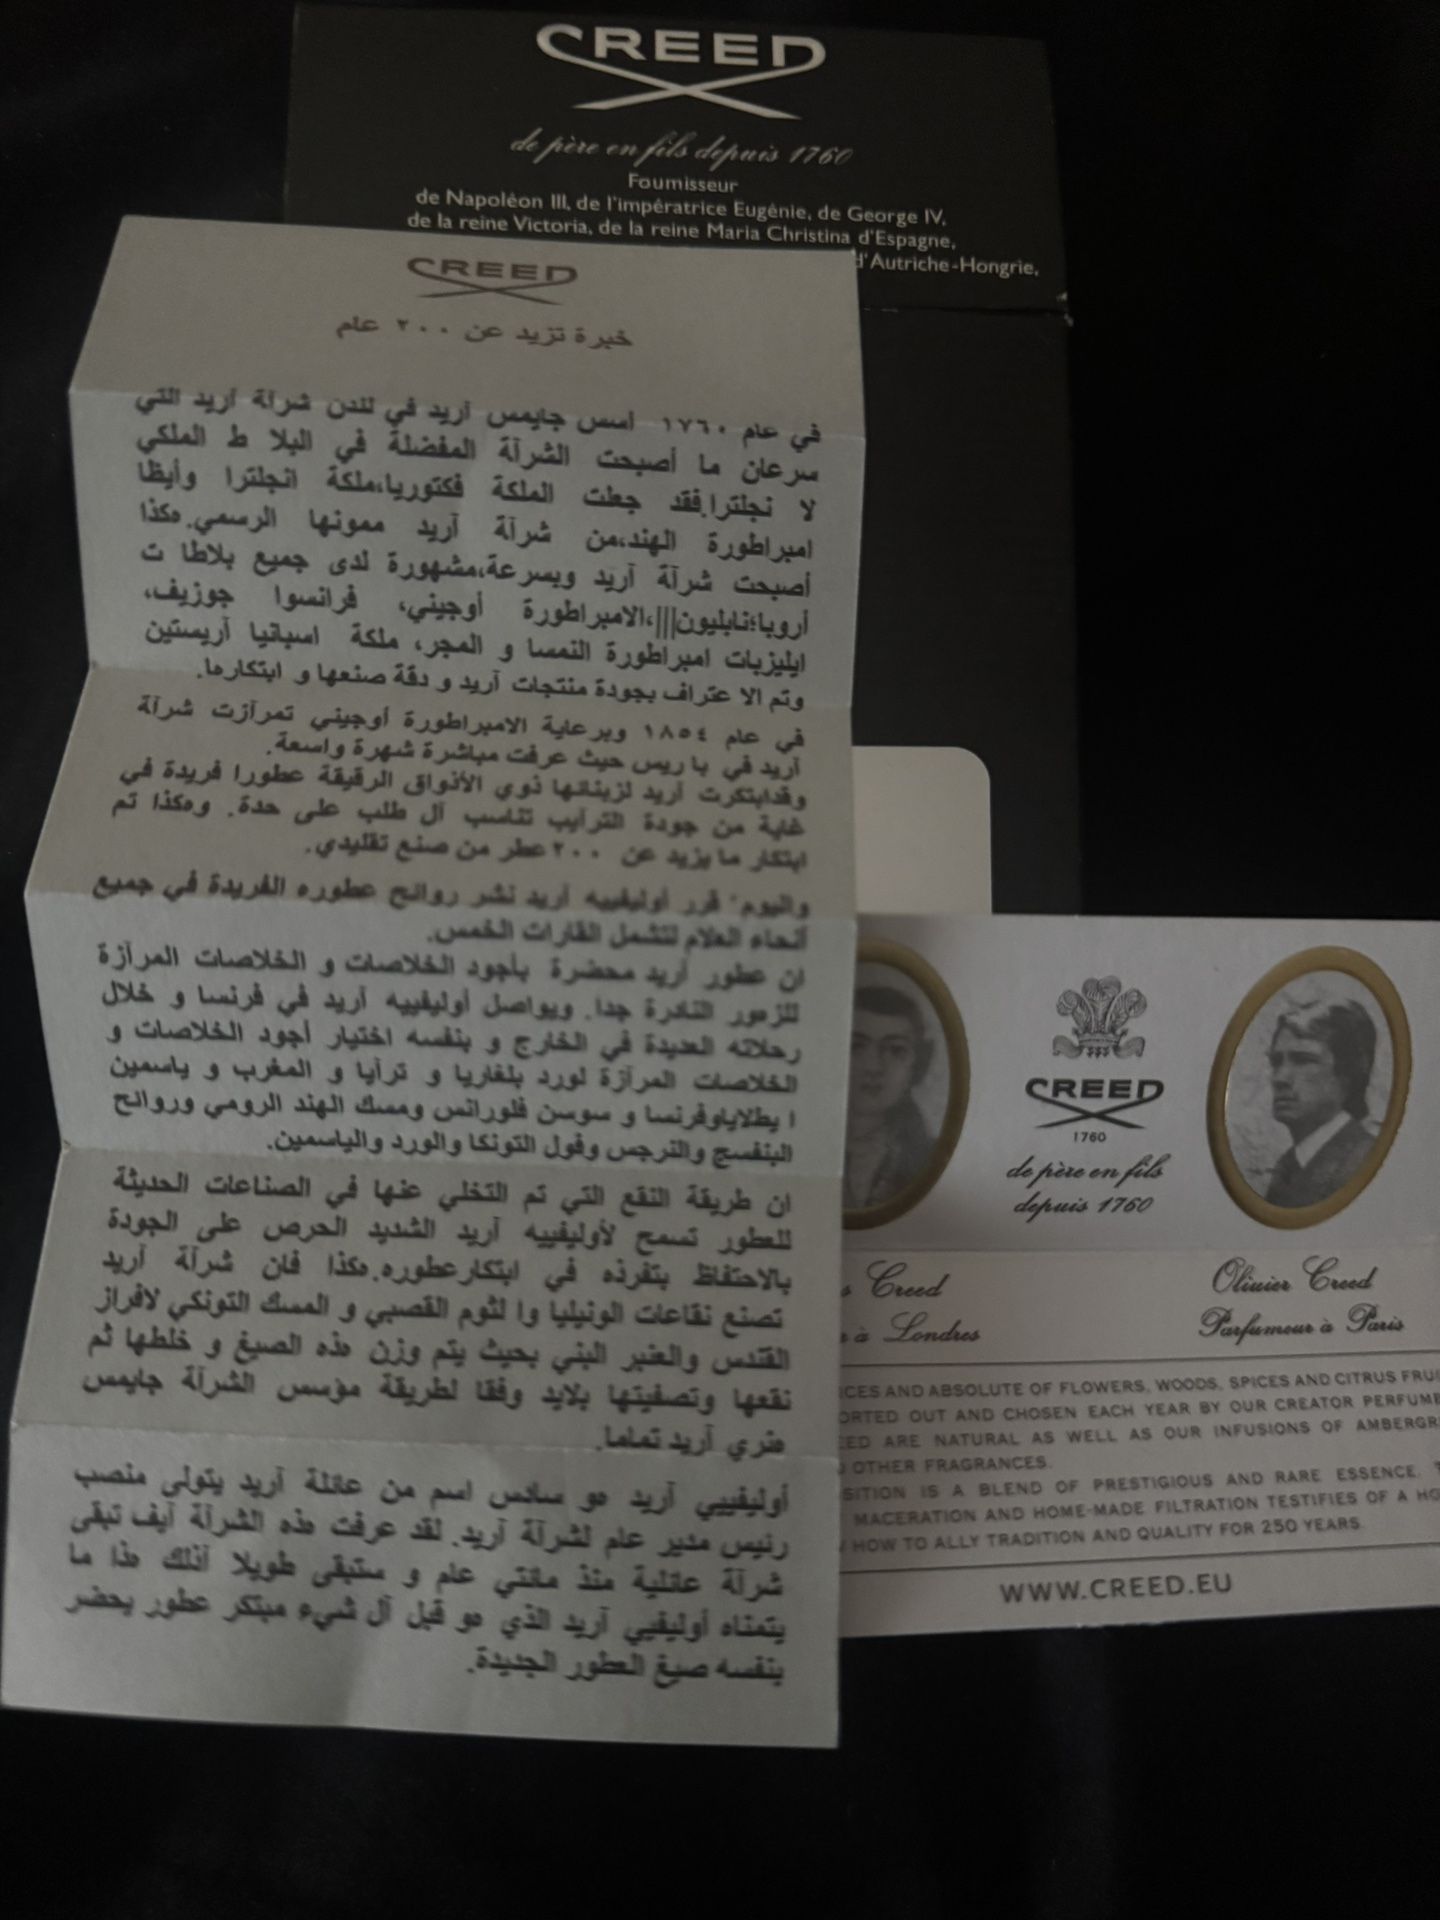 CREED
de père en fils depuis 1760
Fournisseur
de Napoléon III, de l'impératrice Eugénie, de George IV,
de la reine Victoria, de la reine Maria Christina d'Espagne,
d'Autriche-Hongrie,
CREED
خبرة تزيد عن ٢٠٠ عام
في عام ١٧٦٠ اسس جايمس آريد في لندن شرآة آريد التي
سرعان ما أصبحت الشرآة المفضلة في البلا ط الملكي
لا نجلترا.فقد جعلت الملكة فكتوريا،ملكة انجلترا وأيظا
امبراطورة الهند،من شرآة آريد ممونها الرسمي.هكذا
أصبحت شرآة آريد وبسرعة،مشهورة لدى جميع بلاطا ت
أروبا؛نابليون|||،الامبراطورة أوجيني، فرانسوا جوزيف،
ايليزبات امبراطورة النمسا و المجر، ملكة اسبانيا آريستين
وتم الا عتراف بجودة منتجات آريد و دقة صنعها و ابتكارها.
في عام ١٨٥٤ وبرعاية الامبراطورة أوجيني تمرآزت شرآة
آريد في با ريس حيث عرفت مباشرة شهرة واسعة.
وقدابتكرت آريد لزبنائها ذوي الأذواق الرقيقة عطورا فريدة في
غاية من جودة الترآيب تناسب آل طلب على حدة. وهكذا تم
ابتكار ما يزيد عن ٢٠٠ عطر من صنع تقليدي.
واليوم٬ قرر أوليفييه آريد نشر روائح عطوره الفريدة في جميع
أنحاء العلام لتشمل القارات الخمس.
ان عطور آريد محضرة بأجود الخلاصات و الخلاصات المرآزة
للزهور النادرة جدا. ويواصل أوليفييه آريد في فرنسا و خلال
رحلاته العديدة في الخارج و بنفسه اختيار أجود الخلاصات و
الخلاصات المرآزة لورد بلغاريا و ترآيا و المغرب و ياسمين
ا يطلاياوفرنسا و سوسن فلورانس ومسك الهند الرومي وروائح
البنفسج والنرجس وفول التونكا والورد والياسمين.
ان طريقة النقع التي تم التخلي عنها في الصناعات الحديثة
للعطور تسمح لأوليفييه آريد الشديد الحرص على الجودة
بالاحتفاظ بتفرذه في ابتكارعطوره.هكذا فان شرآة آريد
تصنع نقاعات الونيليا وا لثوم القصبي و المسك التونكي لافراز
القندس والعنبر البني بحيث يتم وزن هذه الصيغ و خلطها ثم
نقعها وتصفيتها بلايد وفقا لطريقة مؤسس الشرآة جايمس
هنري آريد تماما.
أوليفيي آريد هو سادس اسم من عائلة آريد يتولى منصب
رئيس مدير عام لشرآة آريد. لقد عرفت هذه الشرآة آيف تبقى
شرآة عائلية منذ مائتي عام و ستبقى طويلا آذلك هذا ما
يتمناه أوليفيي آريد الذي هو قبل آل شيء مبتكر عطور يحضر
بنفسه صيغ العطور الجديدة.
CREED
1760
de père en fils
depuis 1760
Creed
à Londres
Olivier Creed
Parfumeur à Paris
AND ABSOLUTE OF FLOWERS, WOODS, SPICES AND CITRUS
OUT AND CHOSEN EACH YEAR BY OUR CREATOR
ARE NATURAL AS WELL AS OUR INFUSIONS OF
OTHER FRAGRANCES.
IS A BLEND OF PRESTIGIOUS AND RARE ESSENCE.
MACERATION AND HOME-MADE FILTRATION TESTIFIES OF A
HOW TO ALLY TRADITION AND QUALITY FOR 250 YEARS.
WWW.CREED.EU